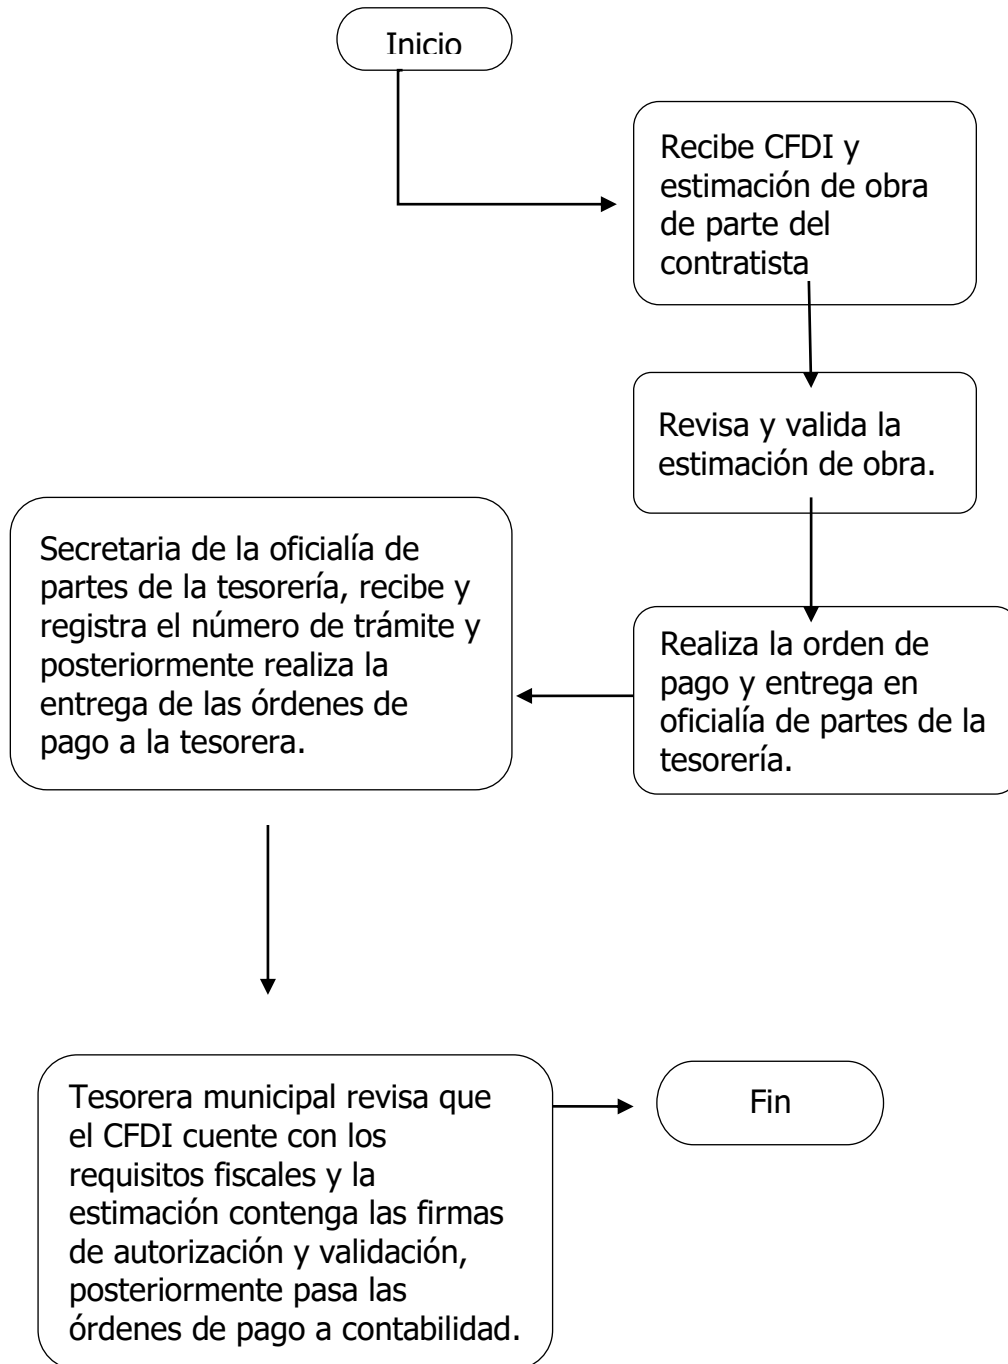 Inicio
Recibe CFDI y
estimación de obra
de parte del
contratista
Revisa y valida la
estimación de obra.
Realiza la orden de
pago y entrega en
oficialía de partes de la
tesorería.
Secretaria de la oficialía de
partes de la tesorería, recibe y
registra el número de trámite y
posteriormente realiza la
entrega de las órdenes de
pago a la tesorera.
Tesorera municipal revisa que
el CFDI cuente con los
requisitos fiscales y la
estimación contenga las firmas
de autorización y validación,
posteriormente pasa las
órdenes de pago a contabilidad.
Fin